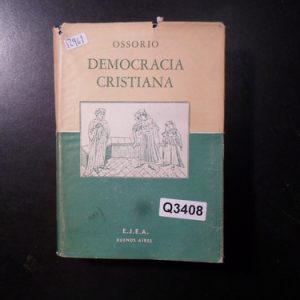 OSSORIO
DEMOCRACIA
CRISTIANA
Q3408
E.J.E.A.
BUENOS AIRES